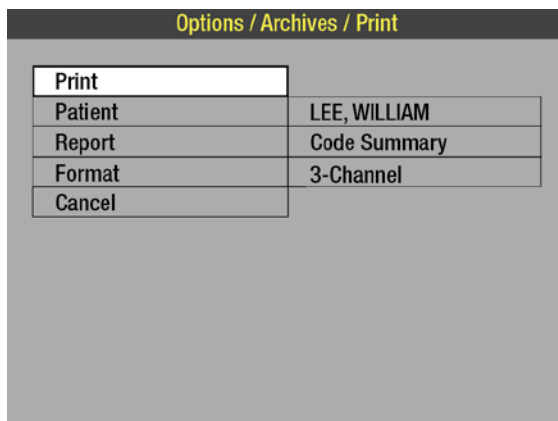 Options / Archives / Print
Print
Patient LEE, WILLIAM
Report Code Summary
Format 3-Channel
Cancel